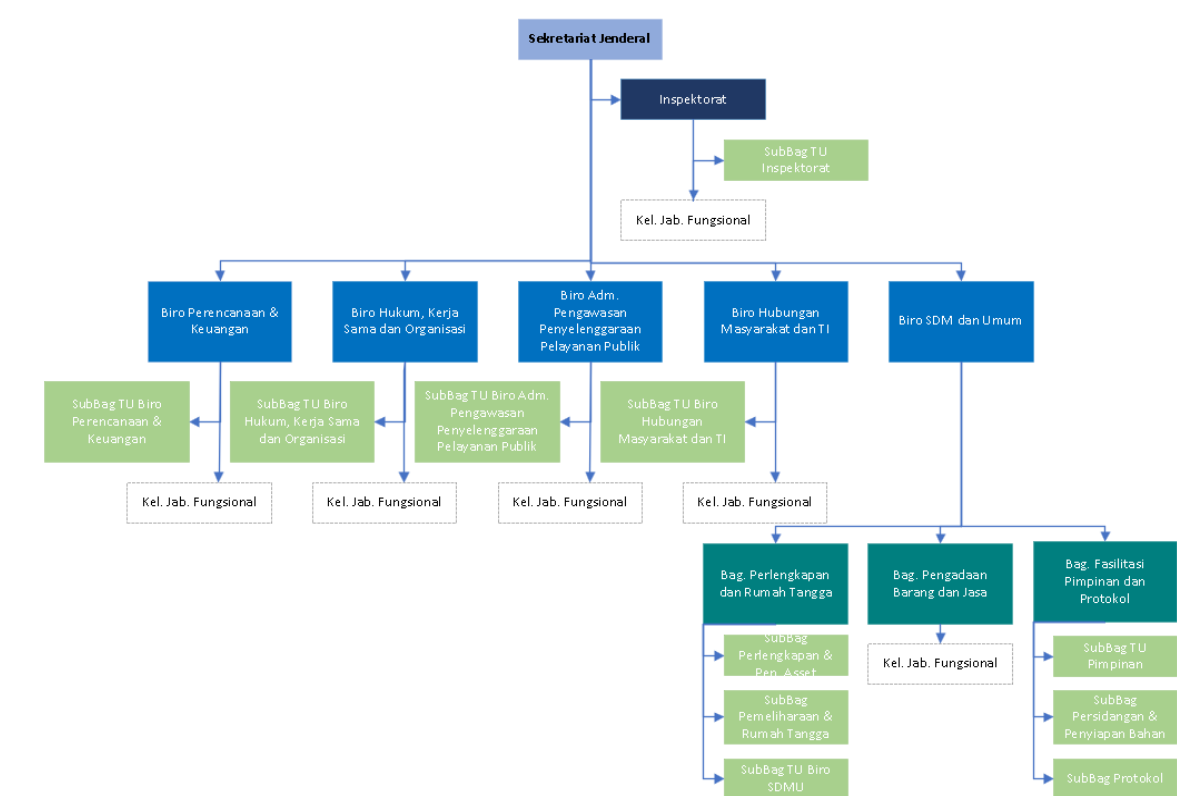 Sekretariat Jenderal
Inspektorat
SubBag TU
Inspektorat
Kel. Jab. Fungsional
Biro Perencanaan &
Keuangan
Biro Hukum, Kerja
Sama dan Organisasi
Biro Adm.
Pengawasan
Penyelenggaraan
Pelayanan Publik
Biro Hubungan
Masyarakat dan TI
Biro SDM dan Umum
SubBag TU Biro
Perencanaan &
Keuangan
SubBag TU Biro
Hukum, Kerja Sama
dan Organisasi
SubBag TU Biro Adm.
Pengawasan
Penyelenggaraan
Pelayanan Publik
SubBag TU Biro
Hubungan
Masyarakat dan TI
Kel. Jab. Fungsional
Kel. Jab. Fungsional
Kel. Jab. Fungsional
Kel. Jab. Fungsional
Bag. Perlengkapan
dan Rumah Tangga
Bag. Pengadaan
Barang dan Jasa
Bag. Fasilitasi
Pimpinan dan
Protokol
SubBag
Perlengkapan &
Pen. Asset
Kel. Jab. Fungsional
SubBag TU
Pimpinan
SubBag
Pemeliharaan &
Rumah Tangga
SubBag
Persidangan &
Penyiapan Bahan
SubBag TU Biro
SDMU
SubBag Protokol